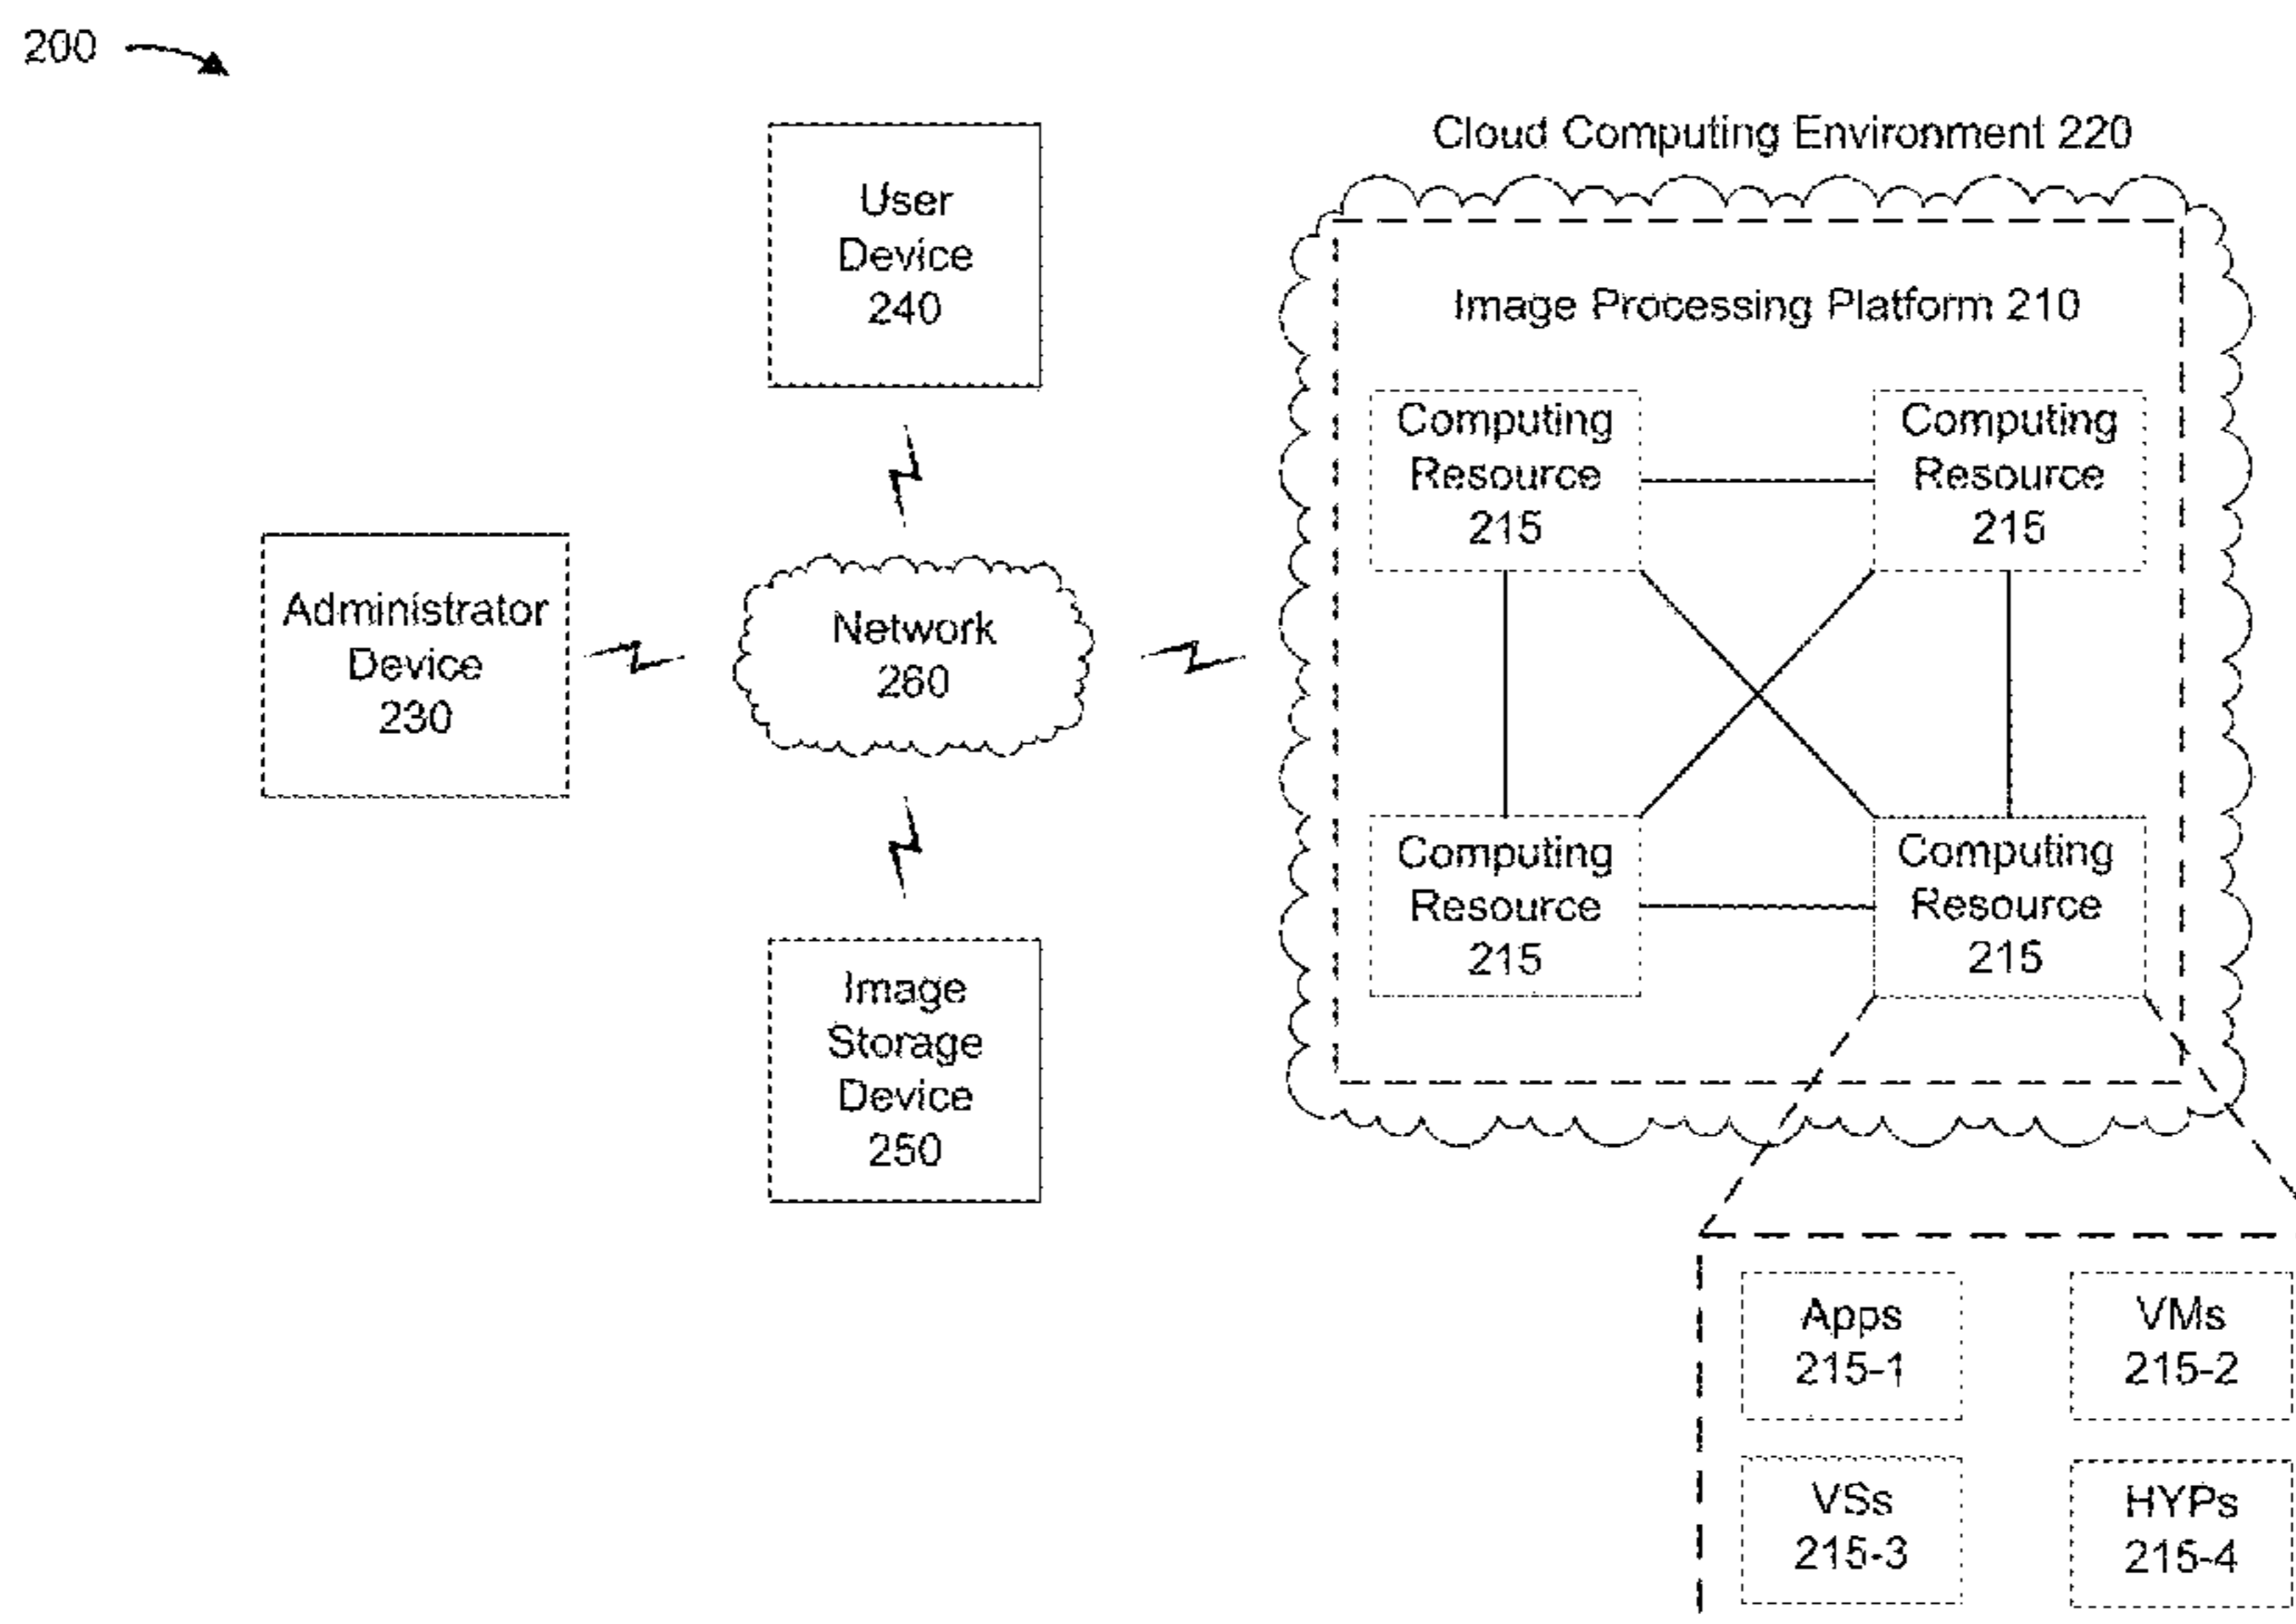 200
User
Device
240
Cloud Computing Environment 220
Image Processing Platform 210
Computing
Resource
215
Computing
Resource
215
Administrator
Device
230
Network
260
Computing
Resource
215
Computing
Resource
215
Image
Storage
Device
250
Apps
215-1
VMs
215-2
VSs
215-3
HYPs
215-4